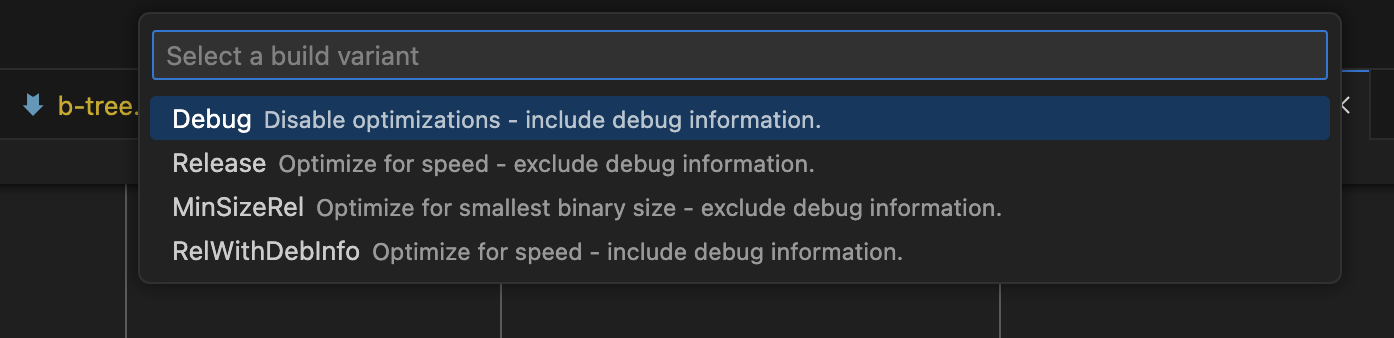 Select a build variant
b-tree.
Debug Disable optimizations - include debug information.
Release Optimize for speed - exclude debug information.
MinSizeRel Optimize for smallest binary size - exclude debug information.
RelWithDebInfo Optimize for speed - include debug information.